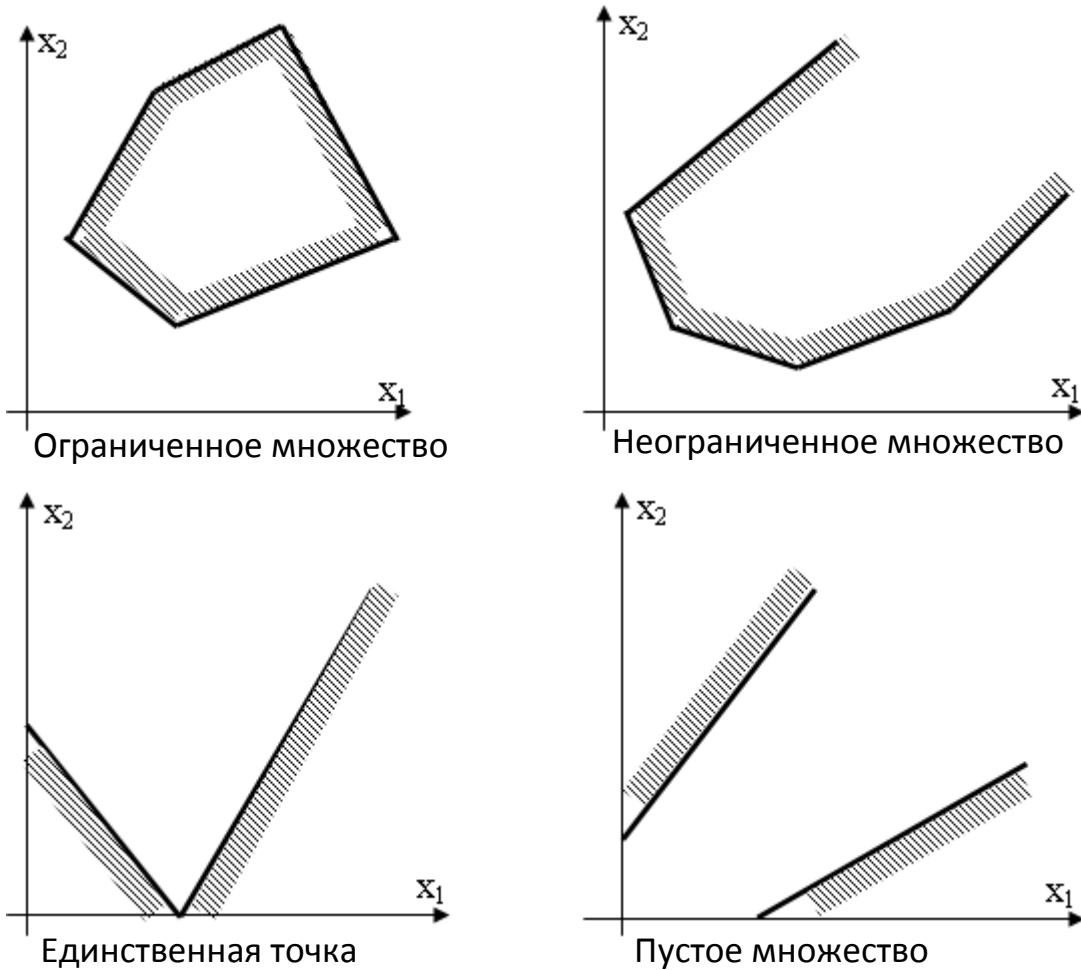 x₂
x₂
x₁
x₁
Ограниченное множество
Неограниченное множество
x₂
x₂
x₁
x₁
Единственная точка
Пустое множество